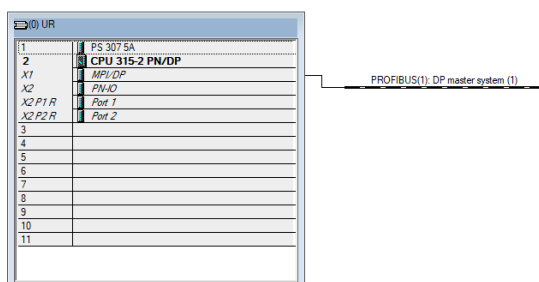 (0) UR
1 PS 307 5A
2 CPU 315-2 PN/DP
X1 MPI/DP
X2 PN-IO
X2 P1 R Port 1
X2 P2 R Port 2
3
4
5
6
7
8
9
10
11
PROFIBUS(1): DP master system (1)